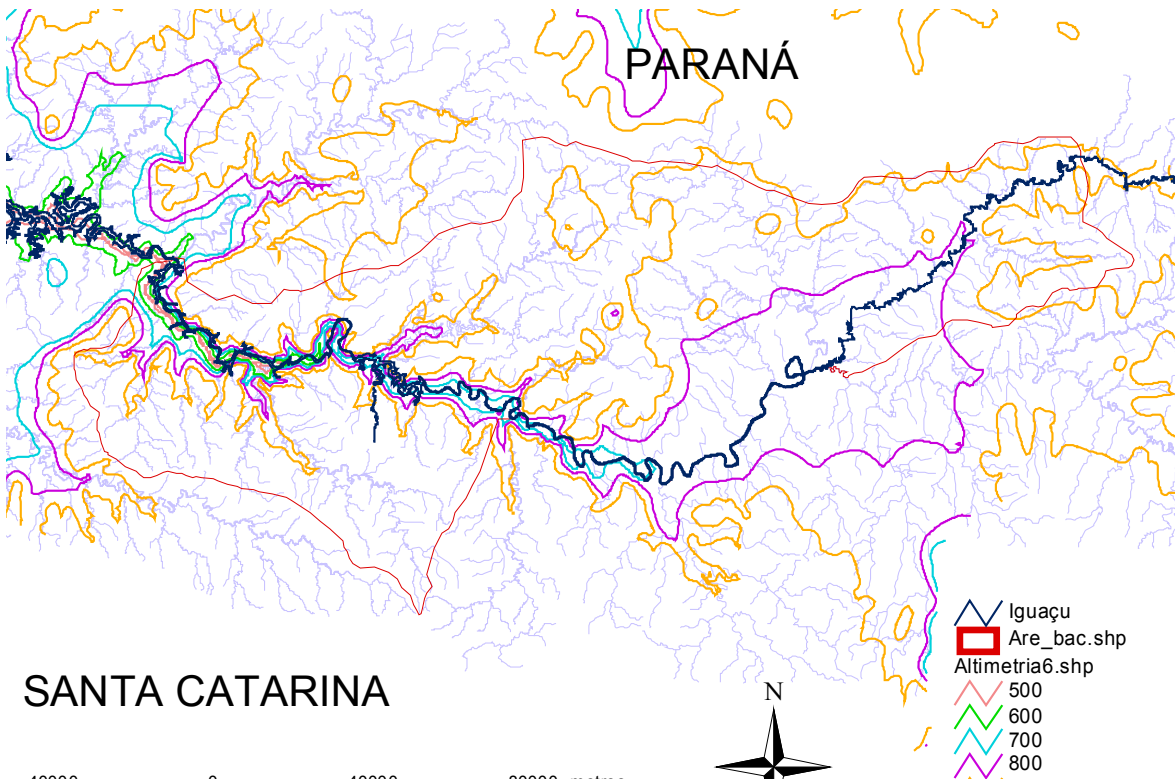 PARANÁ
Iguaçu
Are_bac.shp
Altimetria6.shp
500
600
700
800
SANTA CATARINA
N